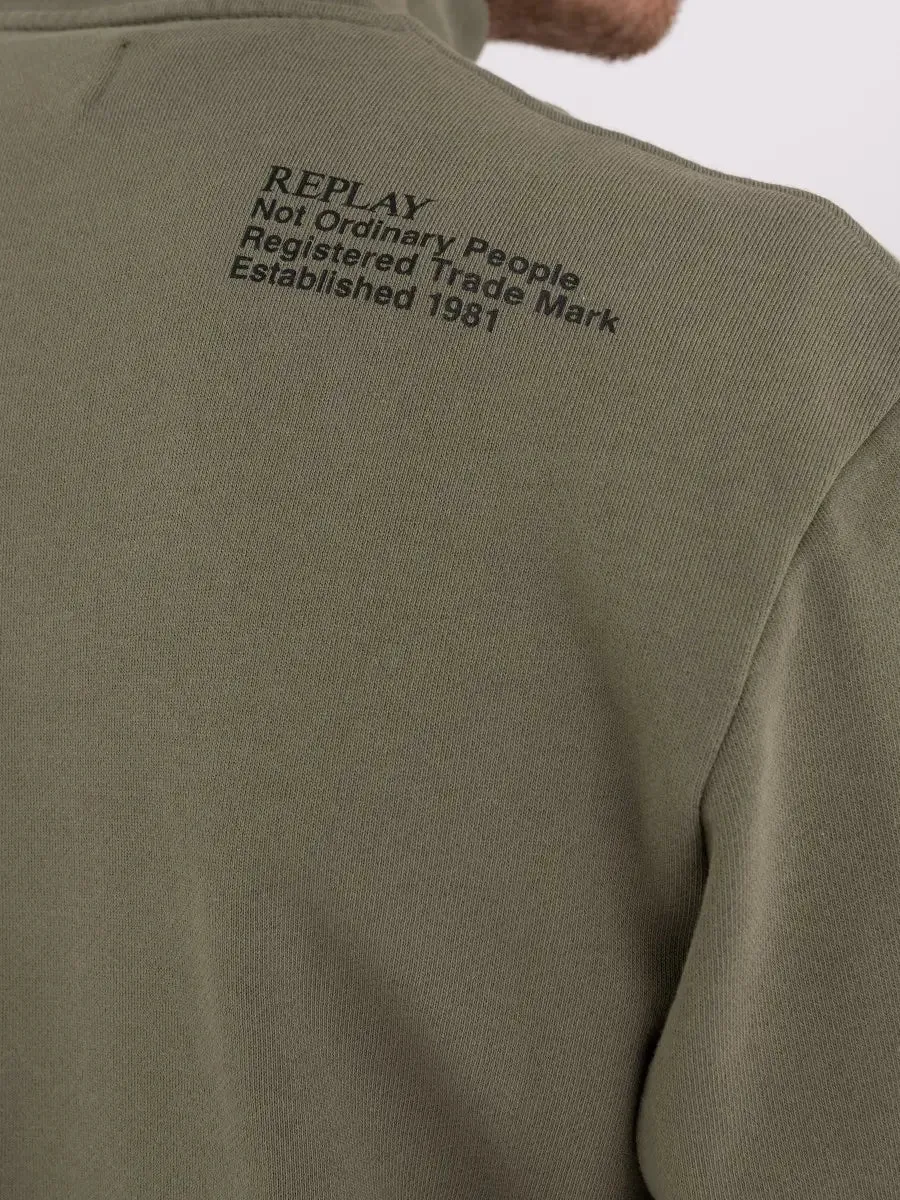 REPLAY
Not Ordinary People
Registered Trade Mark
Established 1981